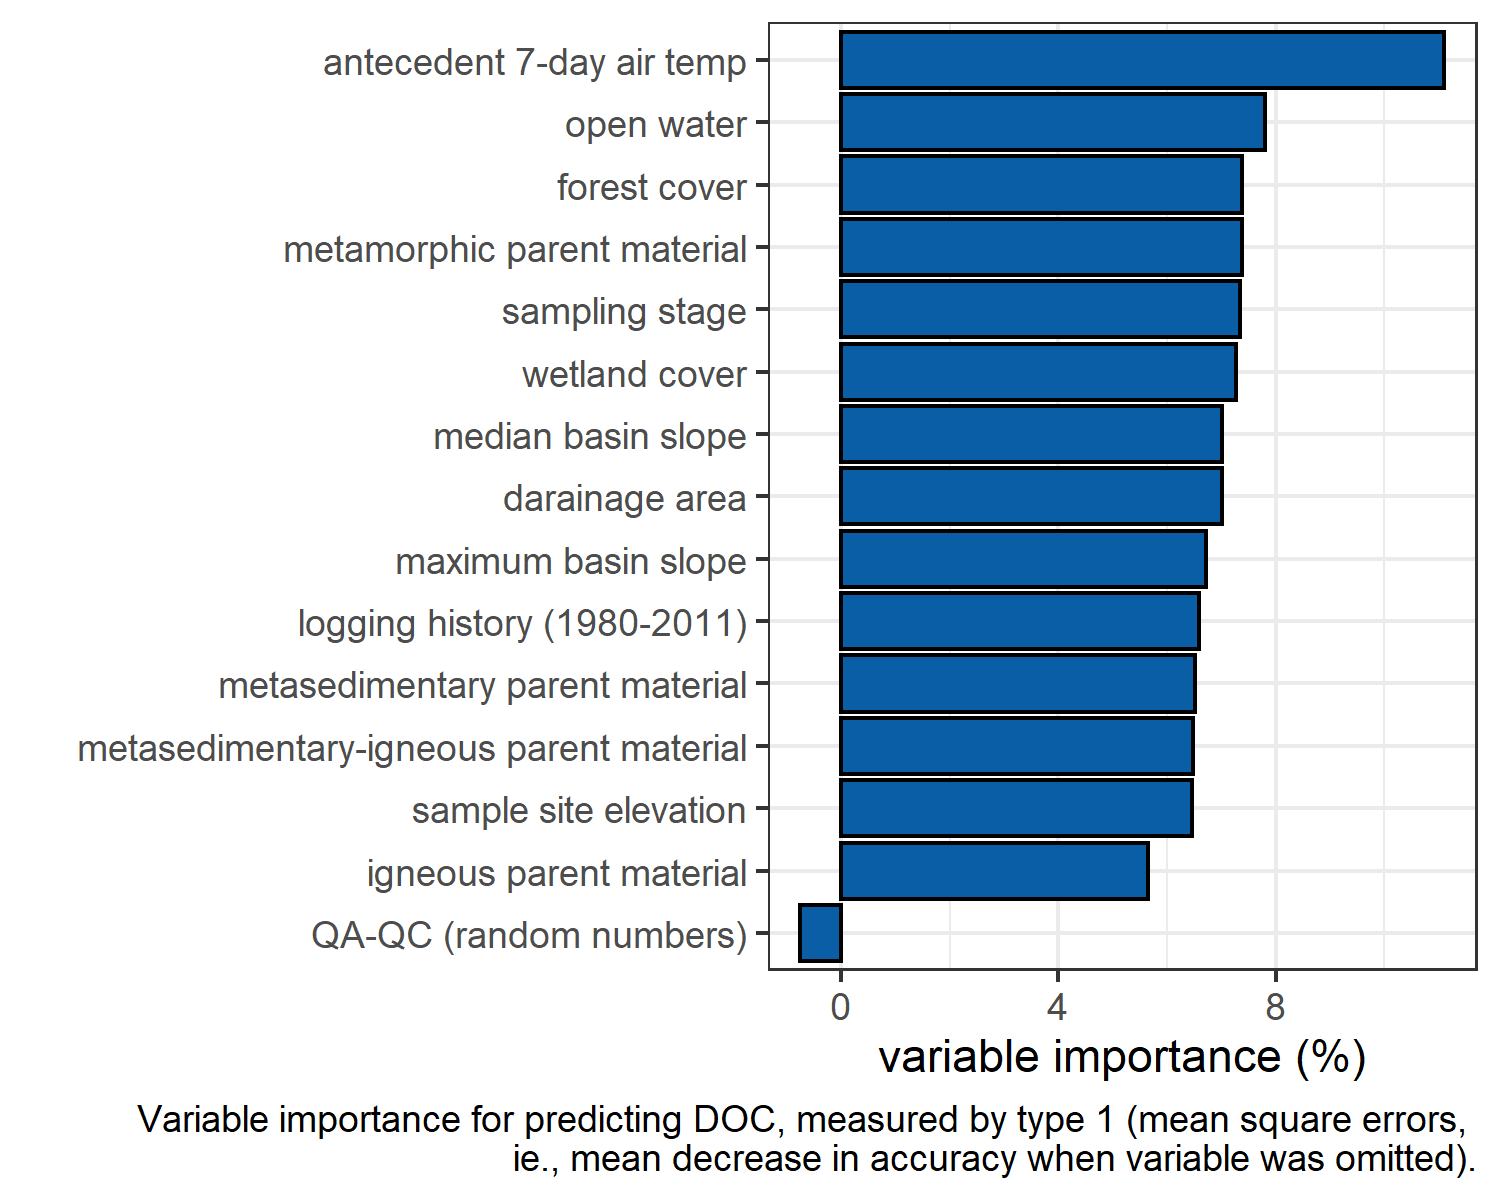 antecedent 7-day air temp
open water
forest cover
metamorphic parent material
sampling stage
wetland cover
median basin slope
darainage area
maximum basin slope
logging history (1980-2011)
metasedimentary parent material
metasedimentary-igneous parent material
sample site elevation
igneous parent material
QA-QC (random numbers)
0 4 8
variable importance (%)
Variable importance for predicting DOC, measured by type 1 (mean square errors,
ie., mean decrease in accuracy when variable was omitted).